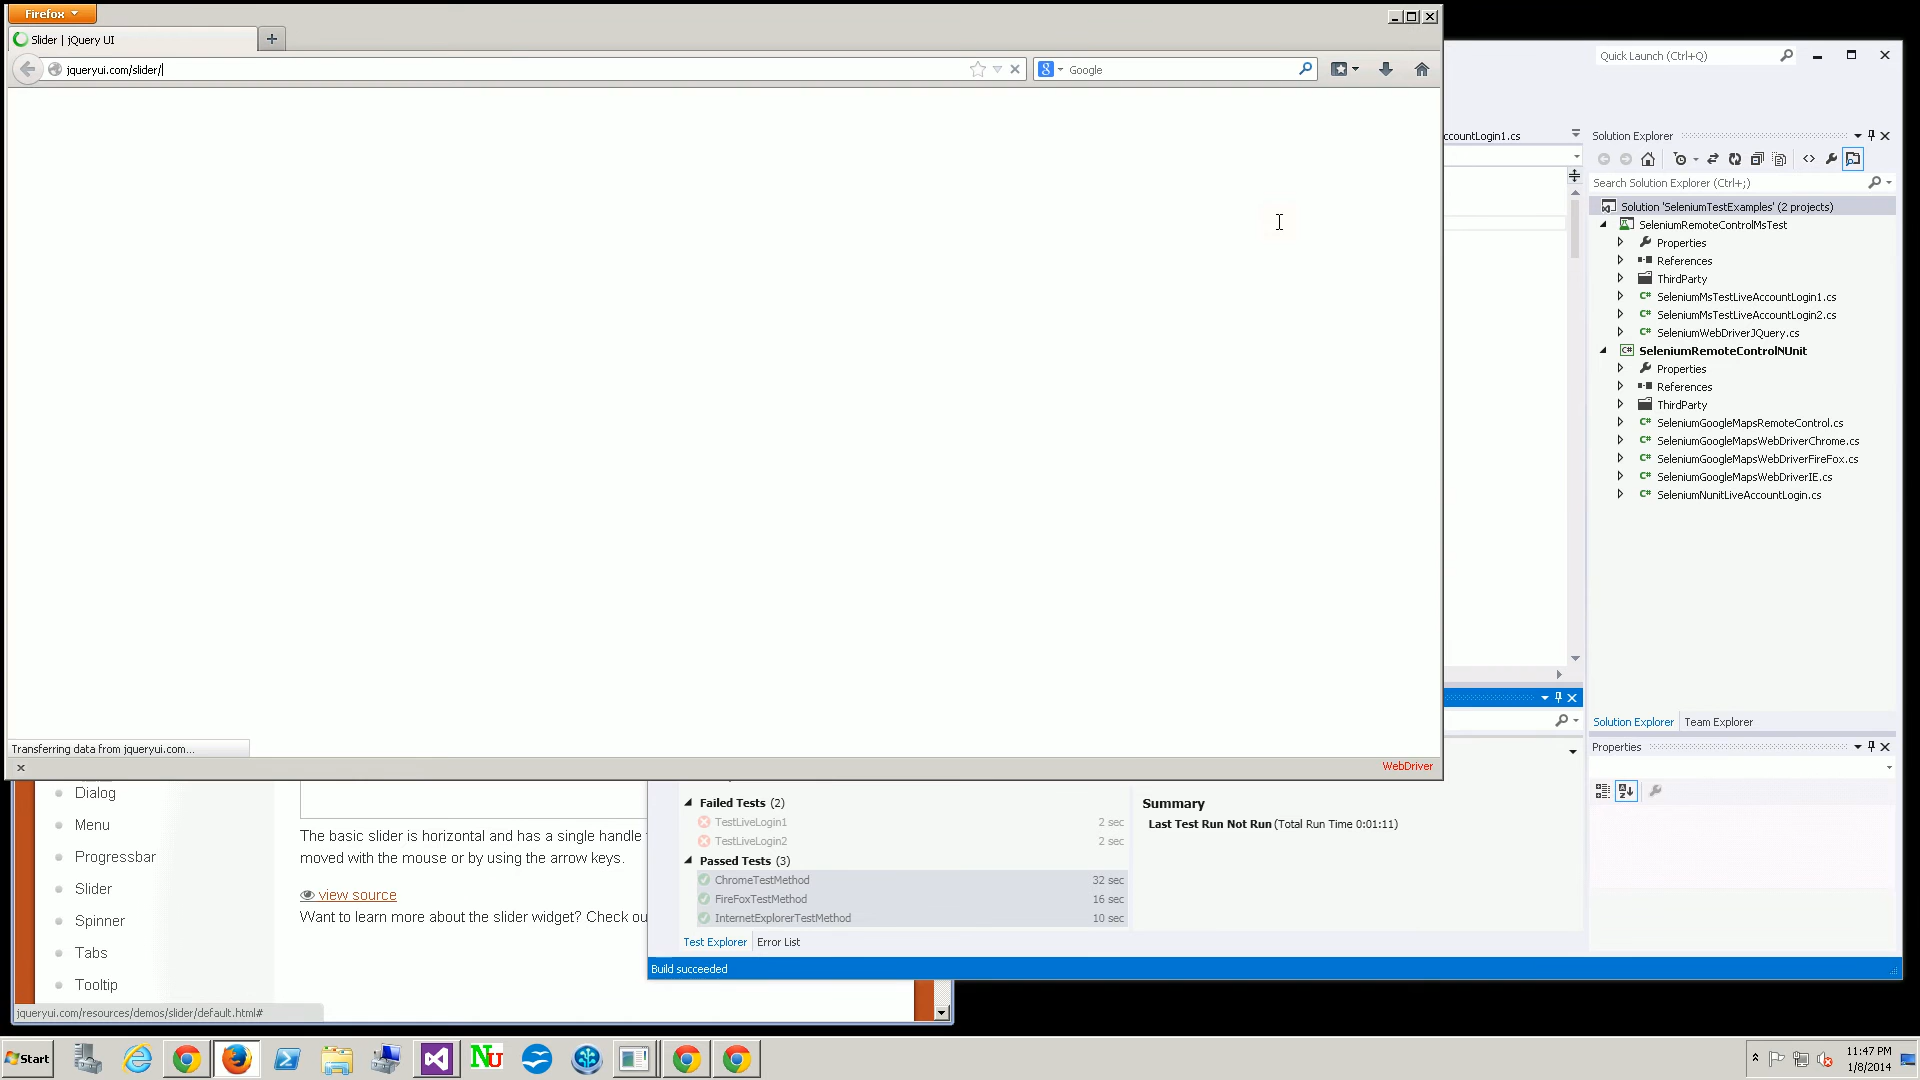 Firefox
Slider | jQuery UI
jqueryui.com/slider/
Google
Quick Launch (Ctrl+Q)
ccountLogin1.cs
Solution Explorer
Search Solution Explorer (Ctrl+;)
Solution 'SeleniumTestExamples' (2 projects)
SeleniumRemoteControlMsTest
Properties
References
ThirdParty
SeleniumMsTestLiveAccountLogin1.cs
SeleniumMsTestLiveAccountLogin2.cs
SeleniumWebDriverJQuery.cs
SeleniumRemoteControlNUnit
Properties
References
ThirdParty
SeleniumGoogleMapsRemoteControl.cs
SeleniumGoogleMapsWebDriverChrome.cs
SeleniumGoogleMapsWebDriverFireFox.cs
SeleniumGoogleMapsWebDriverIE.cs
SeleniumNunitLiveAccountLogin.cs
Solution Explorer
Team Explorer
Properties
Transferring data from jqueryui.com...
WebDriver
Dialog
Menu
Progressbar
Slider
Spinner
Tabs
Tooltip
The basic slider is horizontal and has a single handle
moved with the mouse or by using the arrow keys.
view source
Want to learn more about the slider widget? Check ou
jqueryui.com/resources/demos/slider/default.html#
Failed Tests (2)
TestLiveLogin1 2 sec
TestLiveLogin2 2 sec
Passed Tests (3)
ChromeTestMethod 32 sec
FireFoxTestMethod 16 sec
InternetExplorerTestMethod 10 sec
Summary
Last Test Run Not Run (Total Run Time 0:01:11)
Test Explorer
Error List
Build succeeded
Start
Nu
11:47 PM
1/8/2014